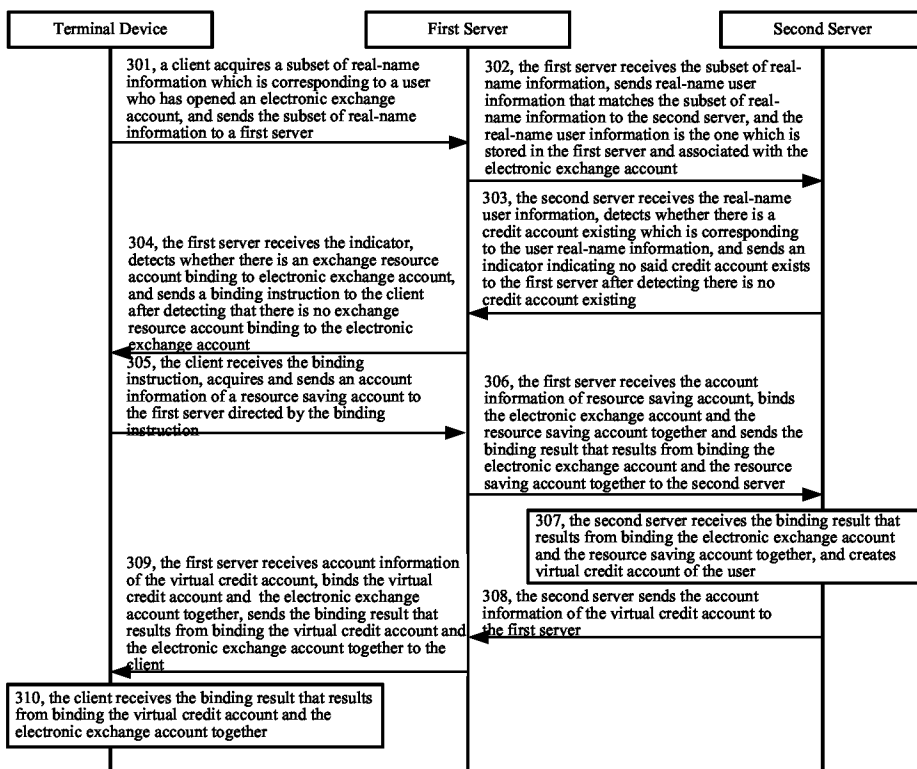 Terminal Device
First Server
Second Server
301, a client acquires a subset of real-name
information which is corresponding to a user
who has opened an electronic exchange
account, and sends the subset of real-name
information to a first server
302, the first server receives the subset of real-
name information, sends real-name user
information that matches the subset of real-
name information to the second server, and the
real-name user information is the one which is
stored in the first server and associated with the
electronic exchange account
303, the second server receives the real-name
user information, detects whether there is a
credit account existing which is corresponding
to the user real-name information, and sends an
indicator indicating no said credit account exists
to the first server after detecting there is no
credit account existing
304, the first server receives the indicator,
detects whether there is an exchange resource
account binding to electronic exchange account,
and sends a binding instruction to the client
after detecting that there is no exchange
resource account binding to the electronic
exchange account
305, the client receives the binding
instruction, acquires and sends an account
information of a resource saving account to
the first server directed by the binding
instruction
306, the first server receives the account
information of resource saving account, binds
the electronic exchange account and the
resource saving account together and sends the
binding result that results from binding the
electronic exchange account and the resource
saving account together to the second server
307, the second server receives the binding result that
results from binding the electronic exchange account
and the resource saving account together, and creates
virtual credit account of the user
308, the second server sends the account
information of the virtual credit account to
the first server
309, the first server receives account information
of the virtual credit account, binds the virtual
credit account and the electronic exchange
account together, sends the binding result that
results from binding the virtual credit account and
the electronic exchange account together to the
client
310, the client receives the binding result that results
from binding the virtual credit account and the
electronic exchange account together